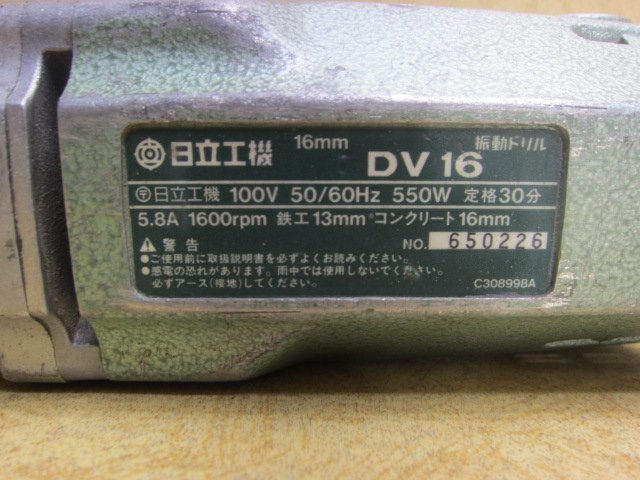 日立工機 16mm 振動ドリル
DV 16
〶日立工機 100V 50/60Hz 550W 定格30分
5.8A 1600rpm 鉄工13mm コンクリート16mm
⚠警告 NO. 650226
●ご使用前に取扱説明書を必ずよくお読みください。
●感電の恐れがあります。雨中では使用しないでください。
必ずアース(接地)してください。 C308998A